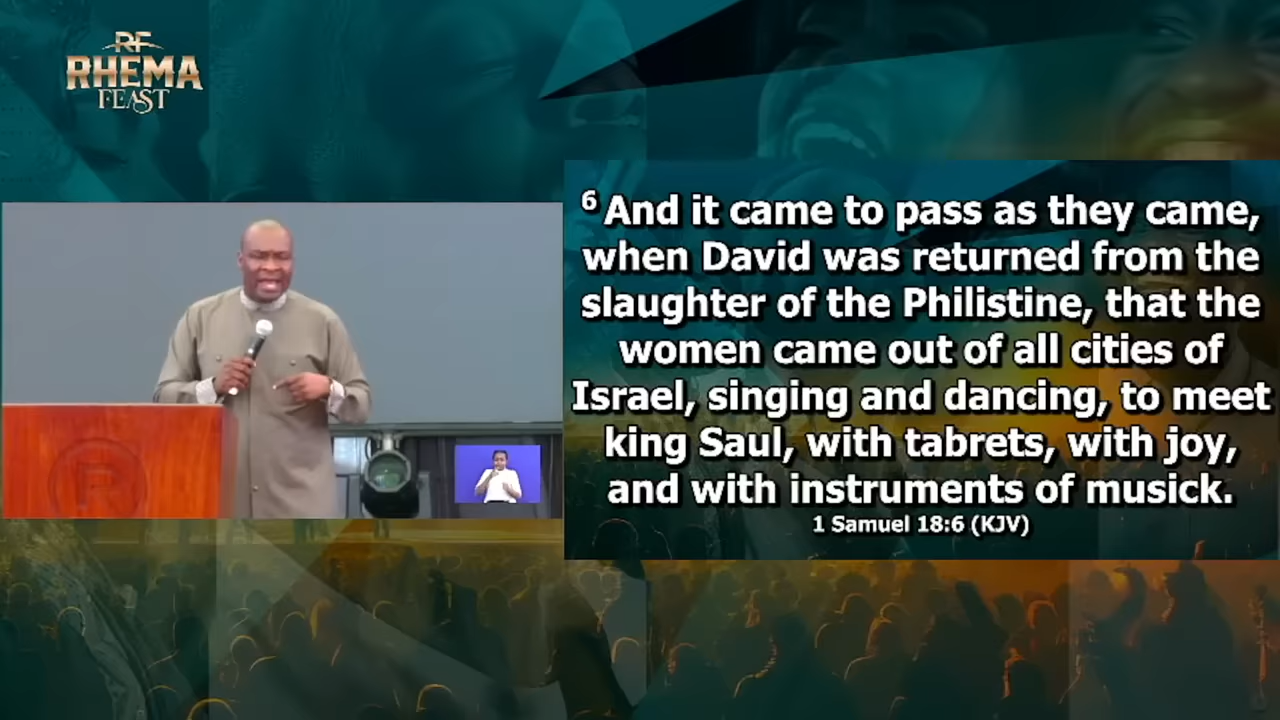 RF
RHEMA
FEAST
6 And it came to pass as they came,
when David was returned from the
slaughter of the Philistine, that the
women came out of all cities of
Israel, singing and dancing, to meet
king Saul, with tabrets, with joy,
and with instruments of musick.
1 Samuel 18:6 (KJV)